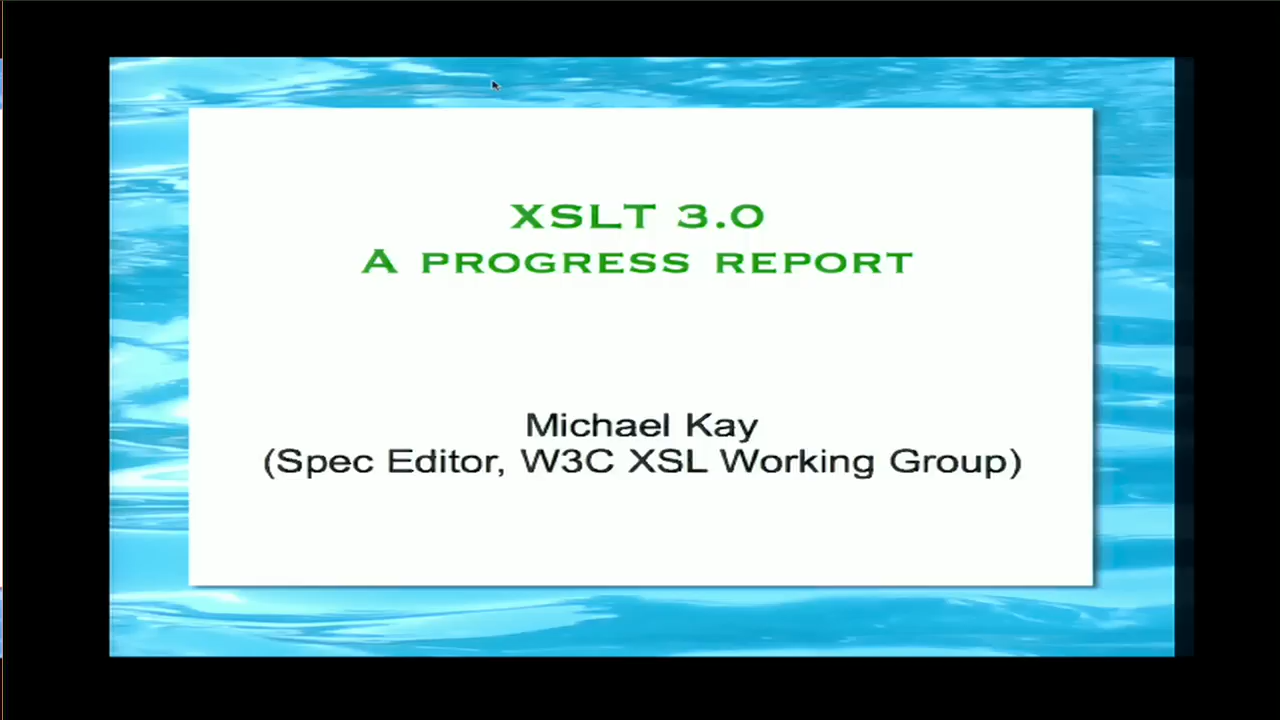 XSLT 3.0
A PROGRESS REPORT
Michael Kay
(Spec Editor, W3C XSL Working Group)